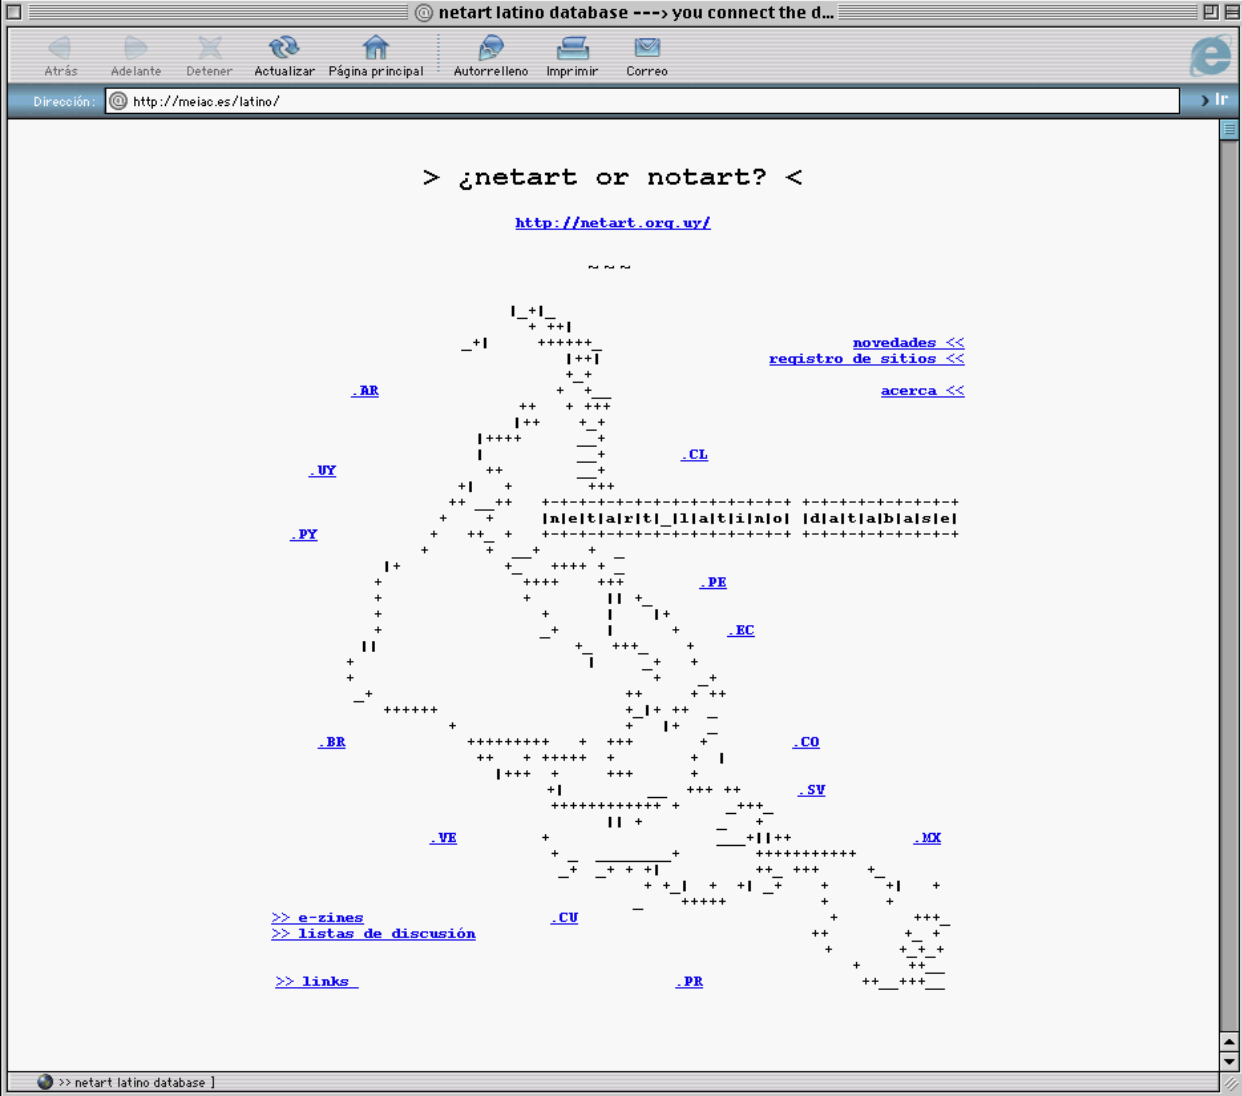 netart latino database ---> you connect the d...
Atrás Adelante Detener Actualizar Página principal Autorrelleno Imprimir Correo
Dirección: http://meiac.es/latino/ Ir
> ¿netart or notart? <
http://netart.org.uy/
~~~
novedades <<
registro de sitios <<
.AR
acerca <<
.CL
.UY
|n|e|t|a|r|t|_|l|a|t|i|n|o| |d|a|t|a|b|a|s|e|
.PY
.PE
.EC
.BR
.CO
.SV
.VE
.MX
>> e-zines
.CU
>> listas de discusión
>> links
.PR
>> netart latino database ]